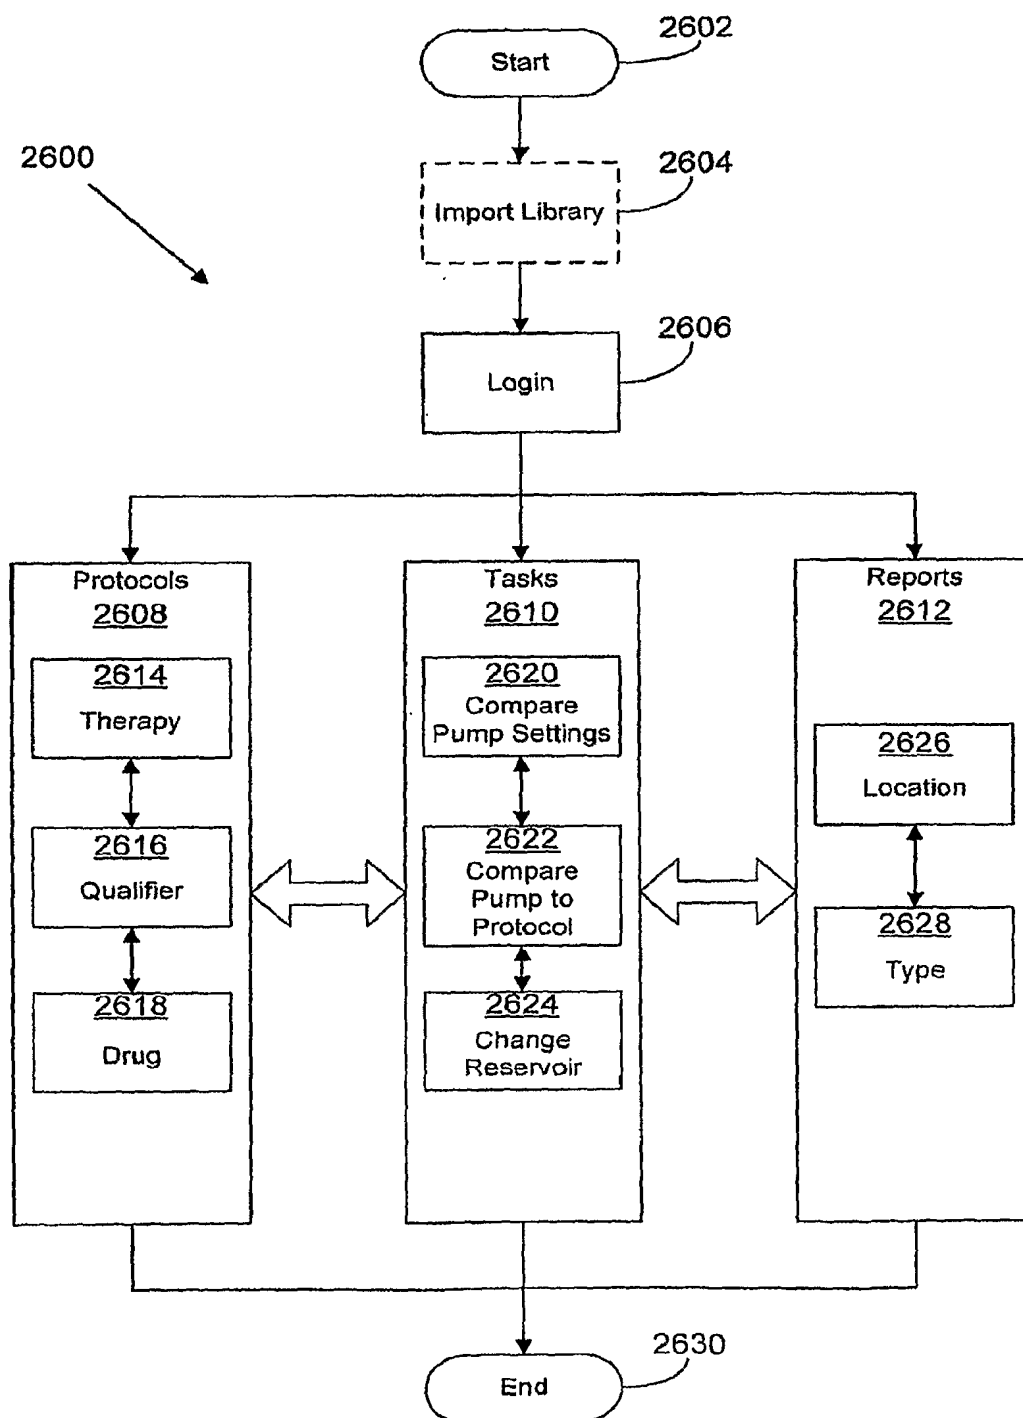 2602
Start
2600
2604
Import Library
2606
Login
Protocols
2608
2614
Therapy
2616
Qualifier
2618
Drug
Tasks
2610
2620
Compare
Pump Settings
2622
Compare
Pump to
Protocol
2624
Change
Reservoir
Reports
2612
2626
Location
2628
Type
2630
End